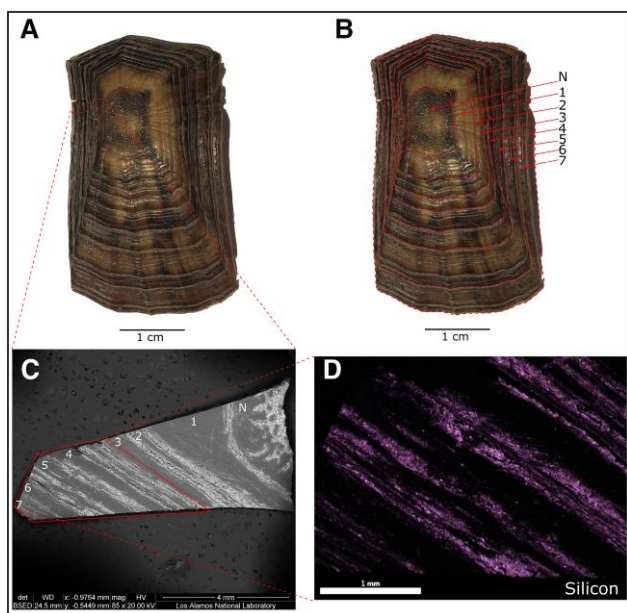 A
B
N
1
2
3
4
5
6
7
1 cm
1 cm
C
N
1
2
3
4
5
6
7
det WD x: -0.9764 mag HV 4 mm
BSED 24.5 mm y: -0.5449 mm 85 x 20.00 kV Los Alamos National Laboratory
D
1 mm
Silicon